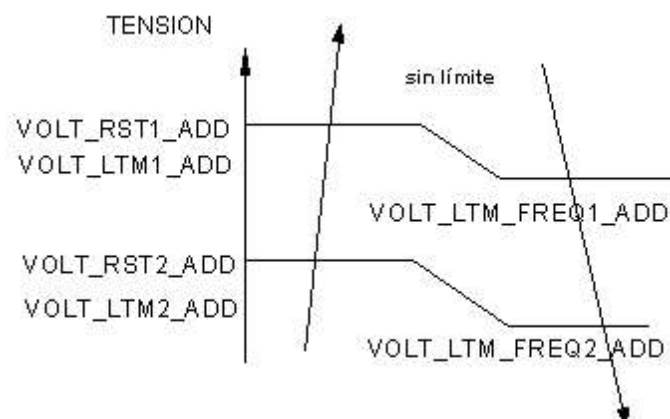 TENSION
sin límite
VOLT_RST1_ADD
VOLT_LTM1_ADD
VOLT_LTM_FREQ1_ADD
VOLT_RST2_ADD
VOLT_LTM2_ADD
VOLT_LTM_FREQ2_ADD